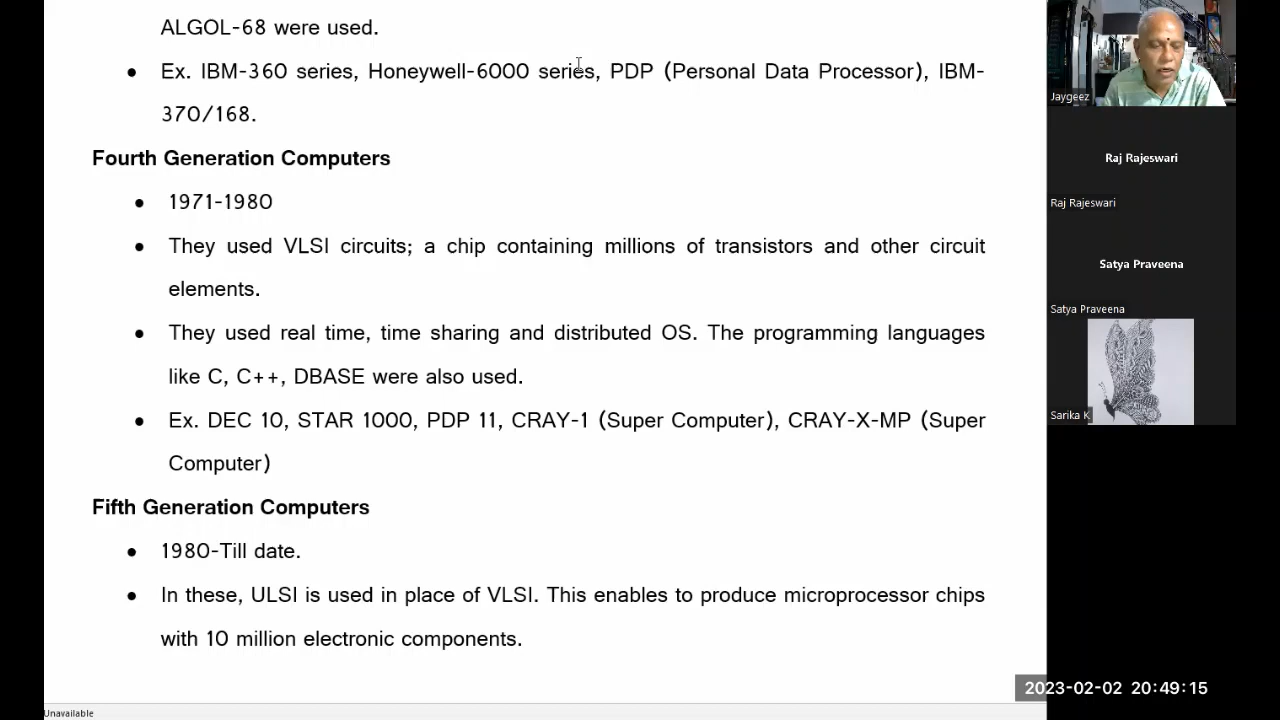 ALGOL-68 were used.
● Ex. IBM-360 series, Honeywell-6000 series, PDP (Personal Data Processor), IBM-
370/168.
Fourth Generation Computers
● 1971-1980
● They used VLSI circuits; a chip containing millions of transistors and other circuit
elements.
● They used real time, time sharing and distributed OS. The programming languages
like C, C++, DBASE were also used.
● Ex. DEC 10, STAR 1000, PDP 11, CRAY-1 (Super Computer), CRAY-X-MP (Super
Computer)
Fifth Generation Computers
● 1980-Till date.
● In these, ULSI is used in place of VLSI. This enables to produce microprocessor chips
with 10 million electronic components.
Unavailable
Jaygeez
Raj Rajeswari
Raj Rajeswari
Satya Praveena
Satya Praveena
Sarika K
2023-02-02 20:49:15